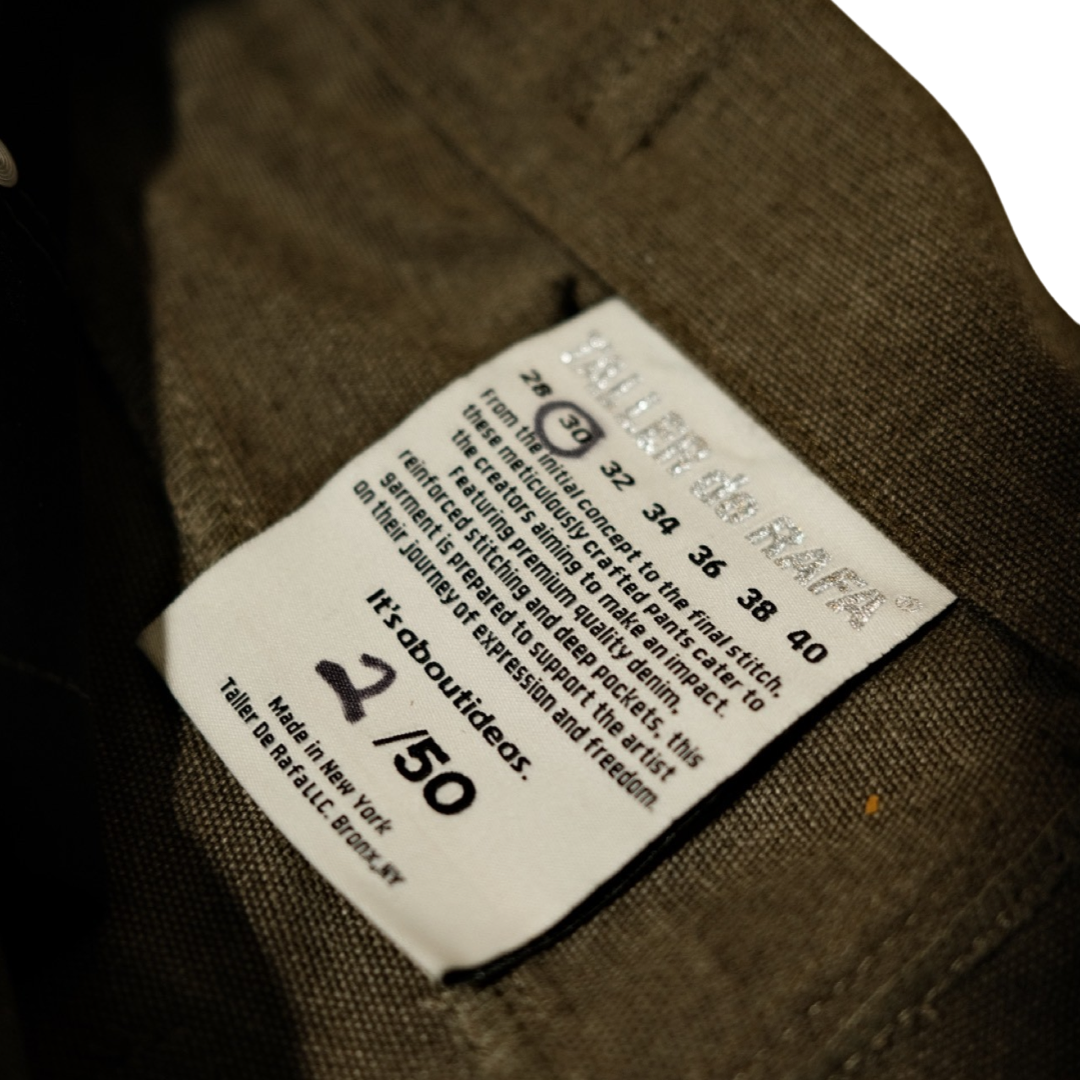 TALLER de RAFA®
28 30 32 34 36 38 40
From the initial concept to the final stitch,
these meticulously crafted pants cater to
the creators aiming to make an impact.
Featuring premium quality denim,
reinforced stitching and deep pockets, this
garment is prepared to support the artist
on their journey of expression and freedom.
It's aboutideas.
2/50
Made in New York
Taller De Rafa LLC. Bronx, NY